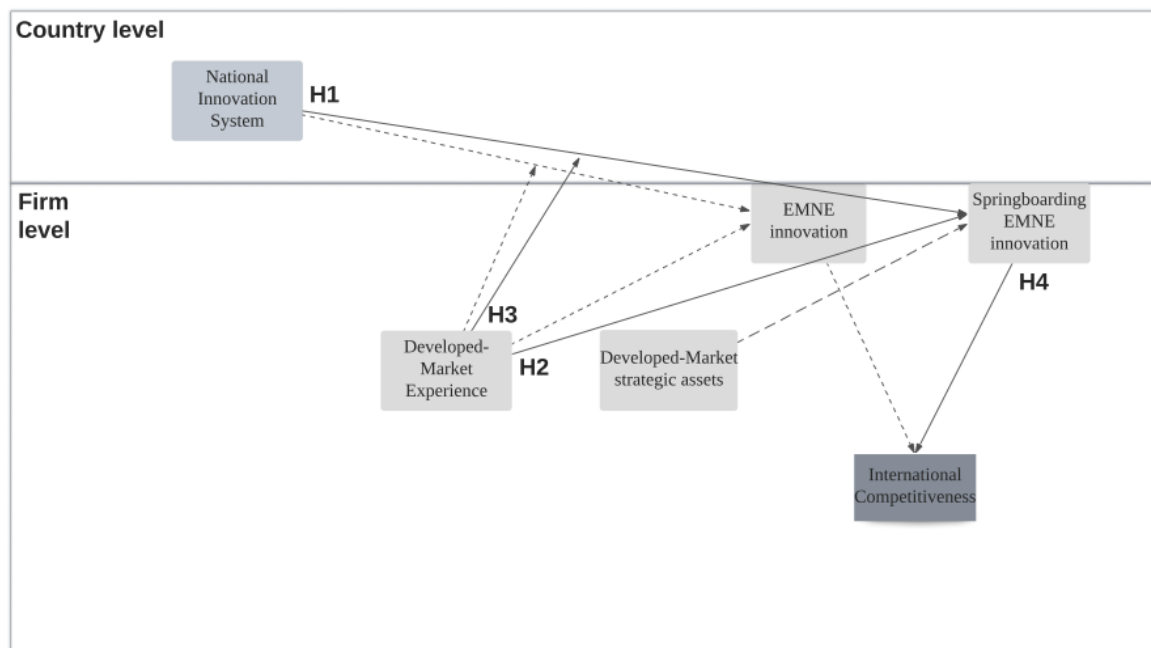 Country level
National
Innovation
System
H1
Firm
level
EMNE
innovation
Springboarding
EMNE
innovation
H4
H3
Developed-
Market
Experience
H2
Developed-Market
strategic assets
International
Competitiveness